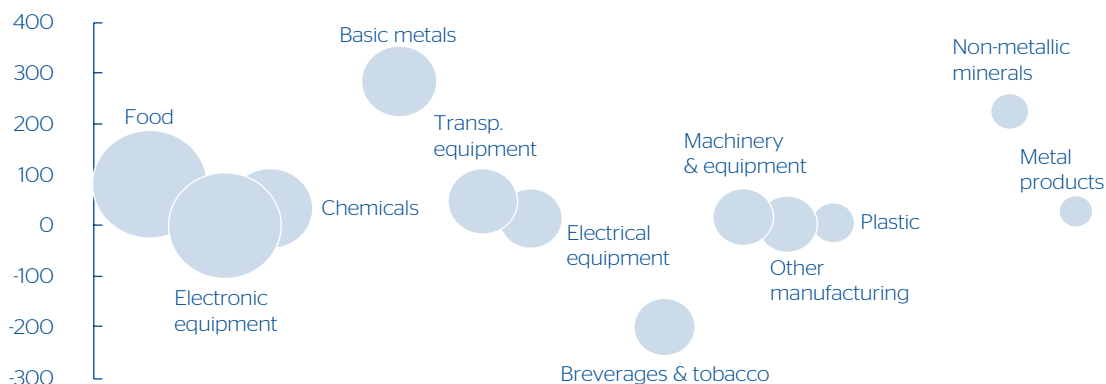 400
300
200
100
0
-100
-200
-300
Food
Electronic
equipment
Chemicals
Basic metals
Transp.
equipment
Electrical
equipment
Breverages & tobacco
Machinery
& equipment
Other
manufacturing
Plastic
Non-metallic
minerals
Metal
products